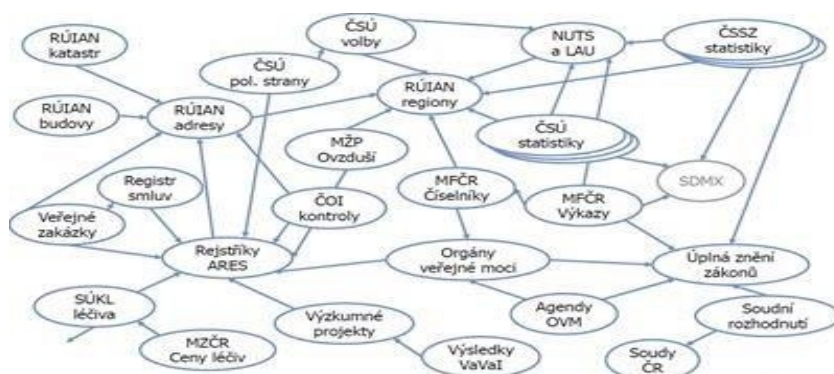 RÚIAN
katastr
ČSÚ
volby
NUTS
a LAU
ČSSZ
statistiky
ČSÚ
pol. strany
RÚIAN
budovy
RÚIAN
adresy
RÚIAN
regiony
MŽP
Ovzduší
ČSÚ
statistiky
Registr
smluv
ČOI
kontroly
MFČR
Číselníky
MFČR
Výkazy
SDMX
Veřejné
zakázky
Rejstříky
ARES
Orgány
veřejné moci
Úplná znění
zákonů
SÚKL
léčiva
Výzkumné
projekty
Agendy
OVM
Soudní
rozhodnutí
MZČR
Ceny léčiv
Výsledky
VaVaI
Soudy
ČR